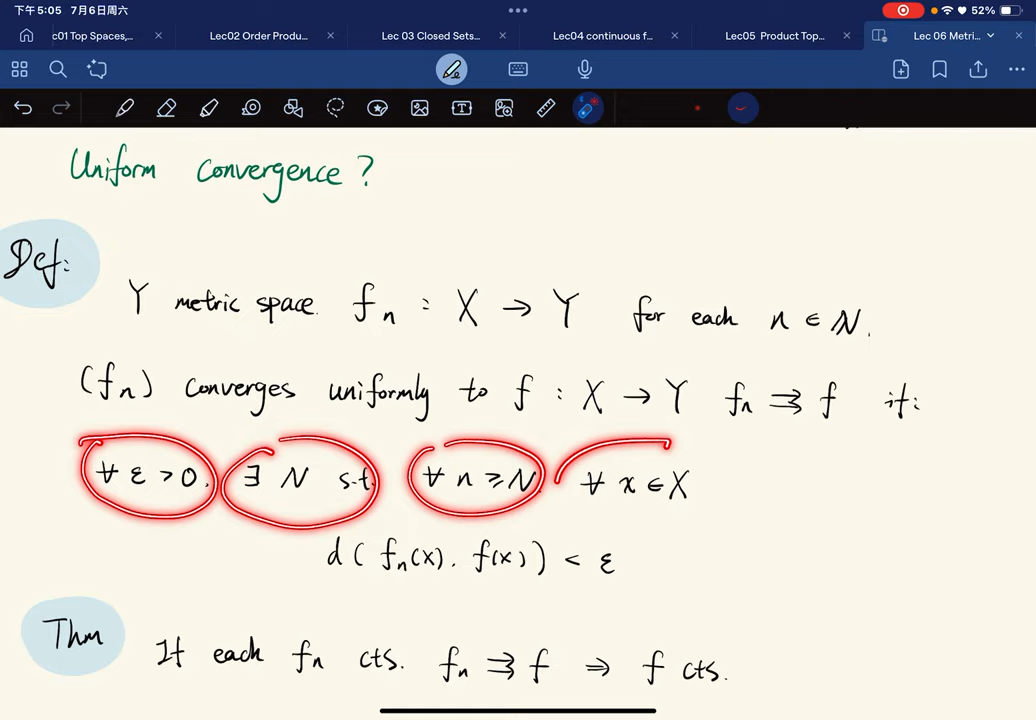 下午5:05 7月6日周六
52%
c01 Top Spaces,...
Lec02 Order Produ...
Lec 03 Closed Sets...
Lec04 continuous f...
Lec05 Product Top...
Lec 06 Metri...
Uniform Convergence ?
Def:
Y metric space. fₙ : X → Y for each n ∈ ℕ.
(fₙ) converges uniformly to f : X → Y fₙ ⇉ f if:
∀ ε > 0. ∃ N s.t. ∀ n ≥ N. ∀ x ∈ X
d ( fₙ(x). f(x) ) < ε
Thm If each fₙ cts. fₙ ⇉ f ⇒ f cts.